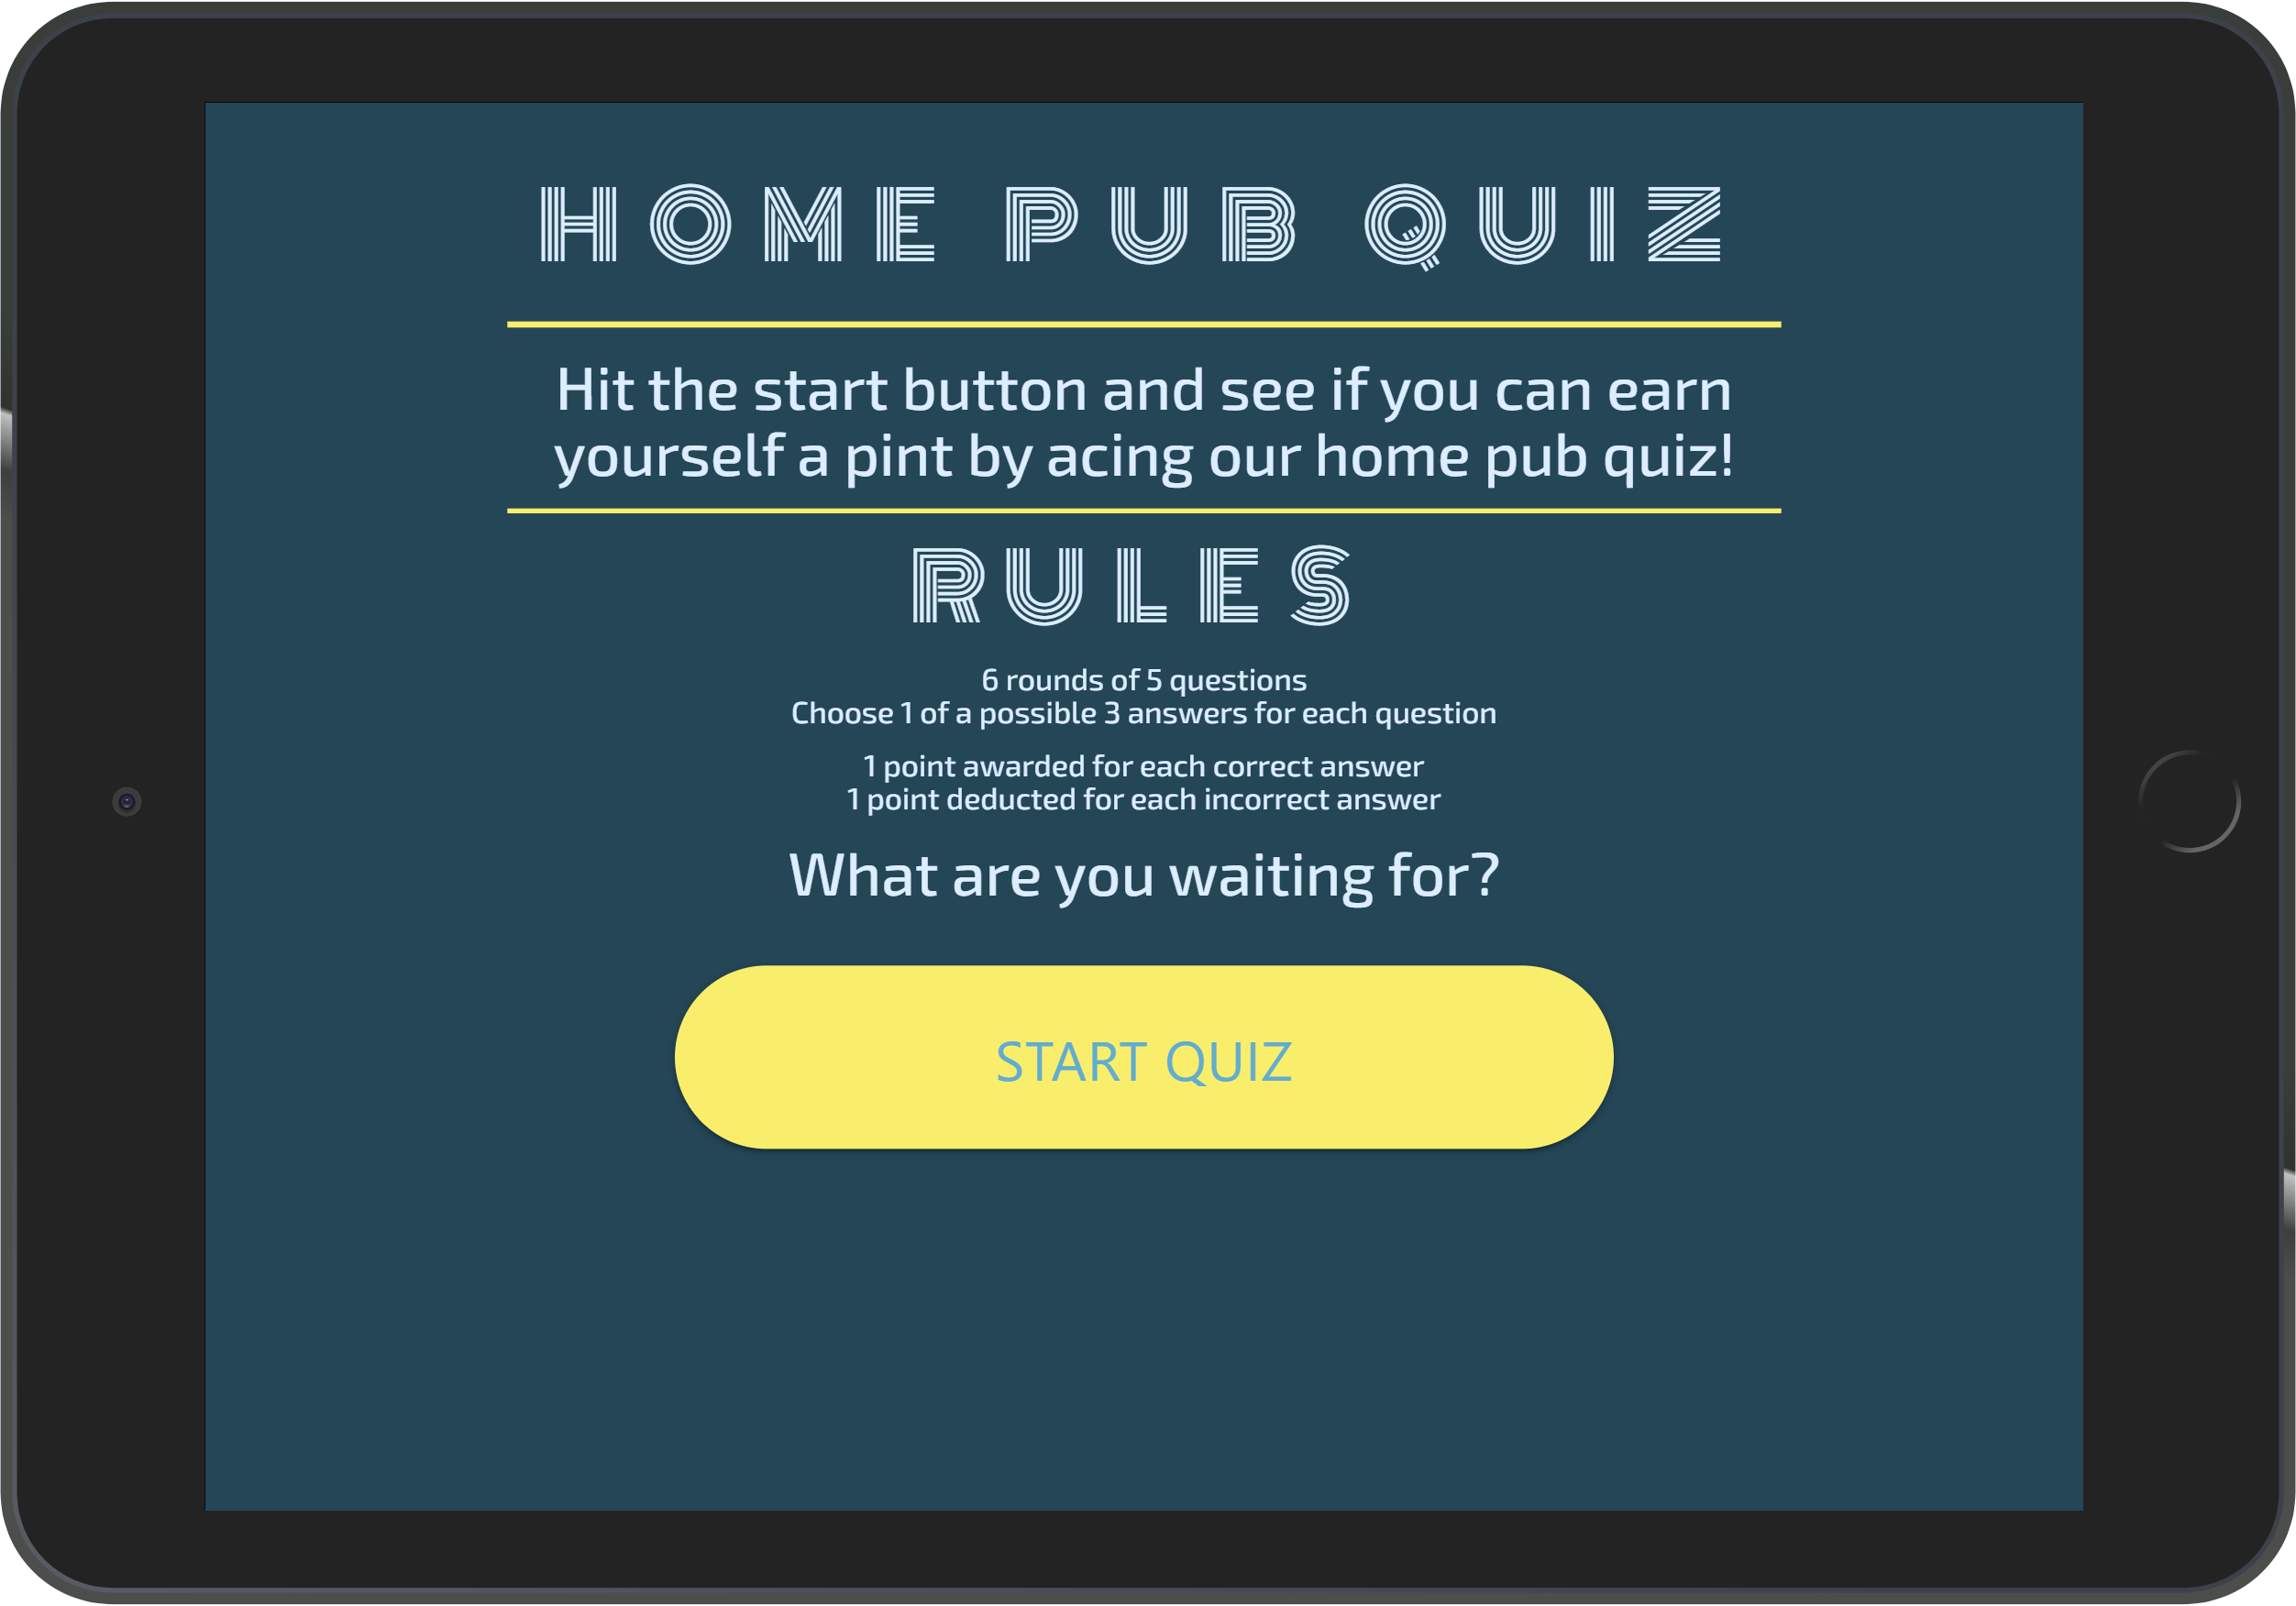 HOME PUB QUIZ
Hit the start button and see if you can earn
yourself a pint by acing our home pub quiz!
RULES
6 rounds of 5 questions
Choose 1 of a possible 3 answers for each question
1 point awarded for each correct answer
1 point deducted for each incorrect answer
What are you waiting for?
START QUIZ